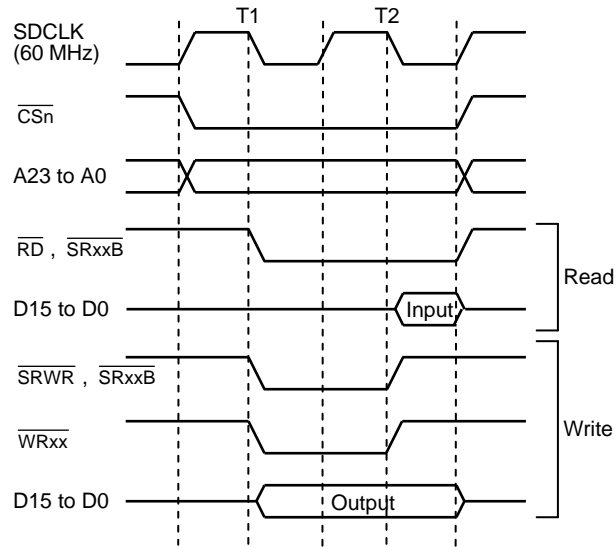 T1 T2
SDCLK
(60 MHz)
CSn
A23 to A0
RD , SRxxB
Read
D15 to D0 Input
SRWR , SRxxB
Write
WRxx
D15 to D0 Output